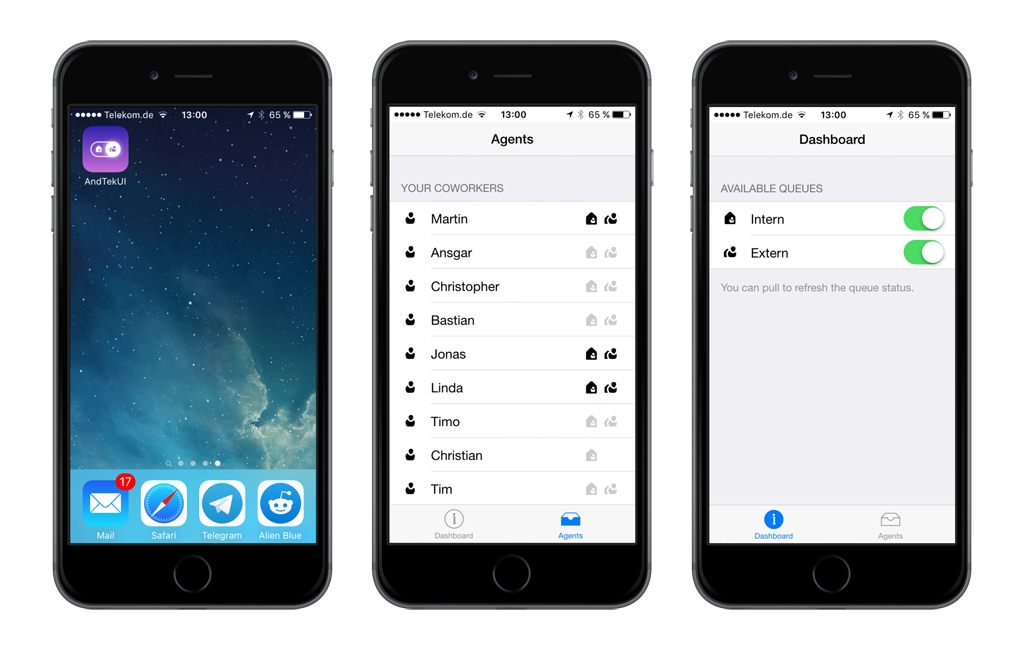 Telekom.de 13:00 65 %
AndTekUI
17
Mail Safari Telegram Alien Blue
Telekom.de 13:00 65 %
Agents
YOUR COWORKERS
Martin
Ansgar
Christopher
Bastian
Jonas
Linda
Timo
Christian
Tim
Dashboard Agents
Telekom.de 13:00 65 %
Dashboard
AVAILABLE QUEUES
Intern
Extern
You can pull to refresh the queue status.
Dashboard Agents